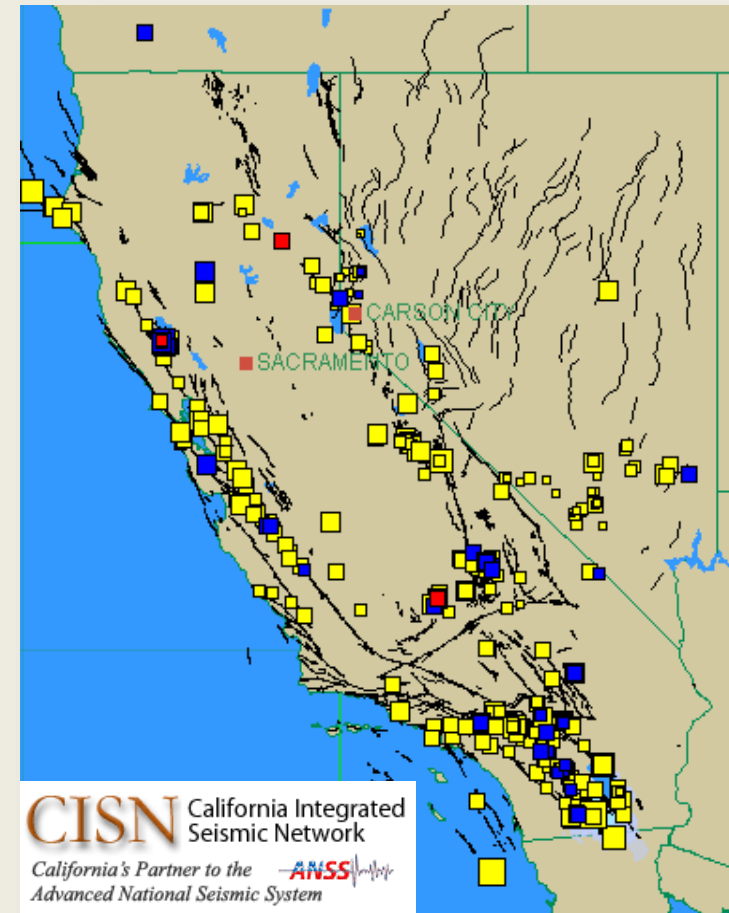 CARSON CITY
SACRAMENTO
CISN California Integrated
Seismic Network
California's Partner to the ANSS
Advanced National Seismic System